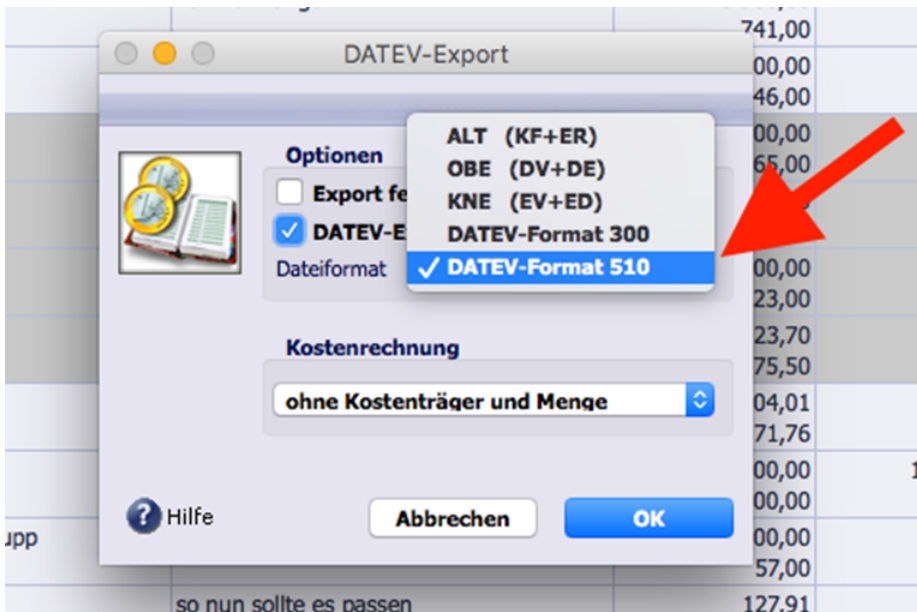 741,00
DATEV-Export
00,00
46,00
ALT (KF+ER)
00,00
Optionen
OBE (DV+DE)
65,00
Export fe
KNE (EV+ED)
DATEV-E
DATEV-Format 300
Dateiformat
✓ DATEV-Format 510
00,00
23,00
23,70
Kostenrechnung
75,50
ohne Kostenträger und Menge
04,01
71,76
00,00
1
? Hilfe
Abbrechen
OK
00,00
upp
00,00
57,00
so nun sollte es passen
127,91